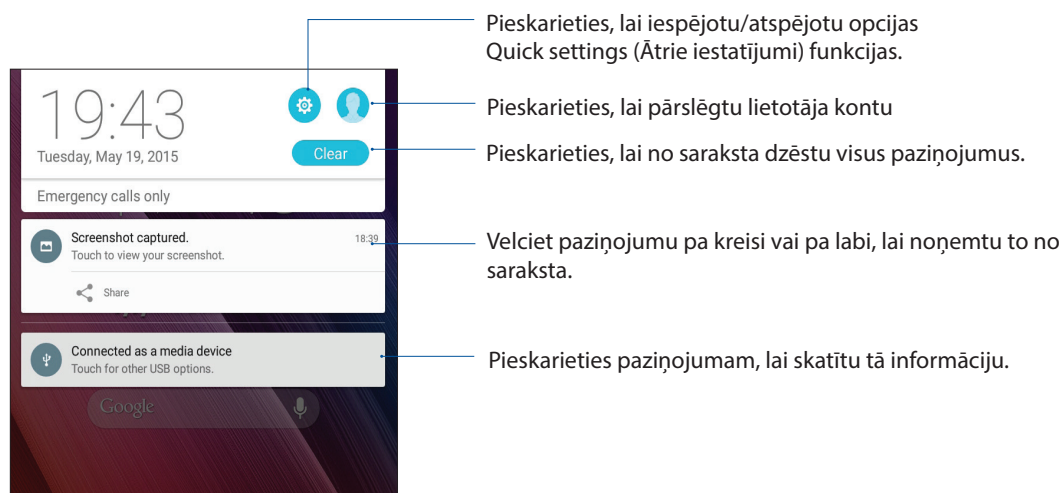 Pieskarieties, lai iespējotu/atspējotu opcijas
Quick settings (Ātrie iestatījumi) funkcijas.
19:43
Pieskarieties, lai pārslēgtu lietotāja kontu
Tuesday, May 19, 2015
Clear
Pieskarieties, lai no saraksta dzēstu visus paziņojumus.
Emergency calls only
Screenshot captured.
18:39
Touch to view your screenshot.
Velciet paziņojumu pa kreisi vai pa labi, lai noņemtu to no
saraksta.
Share
Connected as a media device
Touch for other USB options.
Pieskarieties paziņojumam, lai skatītu tā informāciju.
Google